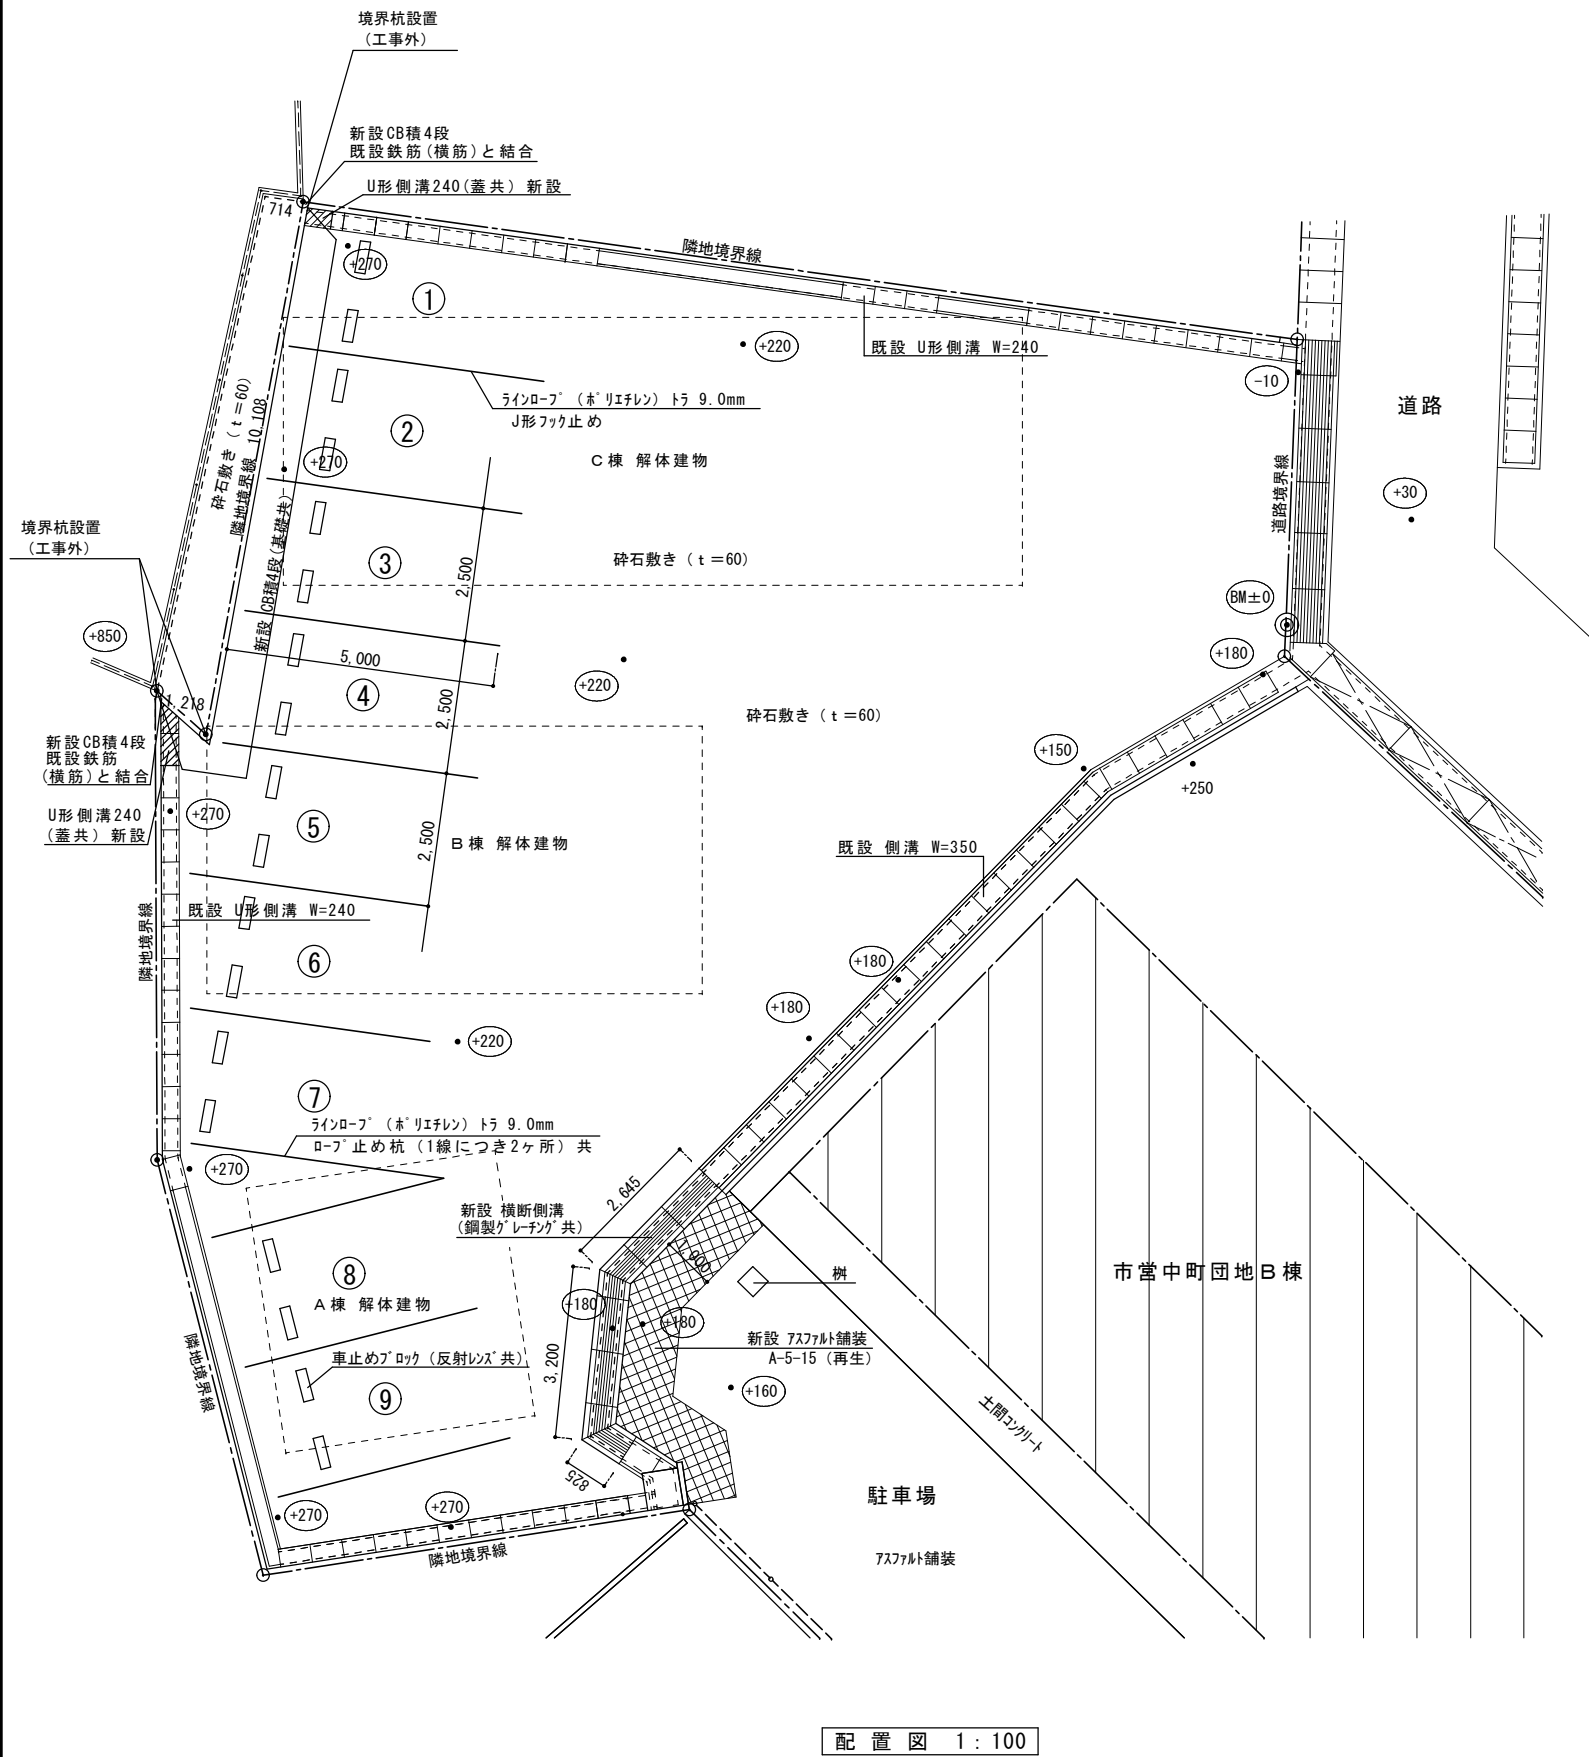 境界杭設置
(工事外)
新設CB積4段
既設鉄筋(横筋)と結合
U形側溝240(蓋共) 新設
714
隣地境界線
+270
①
+220
既設 U形側溝 W=240
-10
道路
ラインロープ (ポリエチレン) トラ 9.0mm
J形フック止め
②
C棟 解体建物
+270
砕石敷き (t=60)
隣地境界線 10,108
新設 CB積4段(基礎共)
道路境界線
+30
境界杭設置
(工事外)
③
2,500
砕石敷き (t=60)
BM±0
+850
+180
5,000
④
+220
1,218
2,500
砕石敷き (t=60)
新設CB積4段
既設鉄筋
(横筋)と結合
+150
+250
U形側溝240
(蓋共) 新設
+270
⑤
2,500
B棟 解体建物
既設 側溝 W=350
既設 U形側溝 W=240
隣地境界線
⑥
+180
+180
+220
⑦
ラインロープ (ポリエチレン) トラ 9.0mm
ロープ止め杭 (1線につき2ヶ所) 共
+270
2,645
新設 横断側溝
(鋼製グレーチング共)
1,000
⑧
A棟 解体建物
桝
市営中町団地B棟
+180
+180
新設 アスファルト舗装
A-5-15 (再生)
隣地境界線
車止めブロック (反射レンズ共)
3,200
+160
⑨
土間コンクリート
825
駐車場
+270
+270
隣地境界線
アスファルト舗装
配置図 1:100